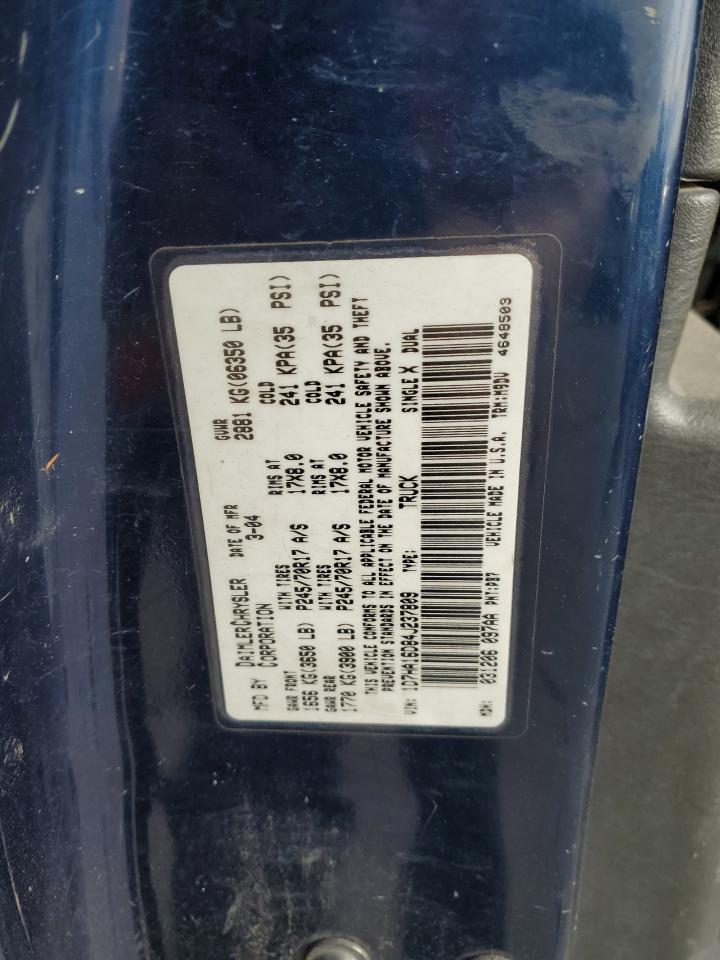 MFD BY DAIMLERCHRYSLER CORPORATION DATE OF MFR 3-04 GVWR 2881 KG(06350 LB)
GAWR FRONT WITH TIRES RIMS AT COLD
1656 KG(3650 LB) P245/70R17 A/S 17X8.0 241 KPA(35 PSI)
GAWR REAR WITH TIRES RIMS AT COLD
1770 KG(3900 LB) P245/70R17 A/S 17X8.0 241 KPA(35 PSI)
THIS VEHICLE CONFORMS TO ALL APPLICABLE FEDERAL MOTOR VEHICLE SAFETY AND THEFT
PREVENTION STANDARDS IN EFFECT ON THE DATE OF MANUFACTURE SHOWN ABOVE.
VIN: 1D7HA16D84J237809 TYPE: TRUCK SINGLE X DUAL
MDH: 031206 097AA PNT:PB7 VEHICLE MADE IN U.S.A. TRM:M9DV 4648503